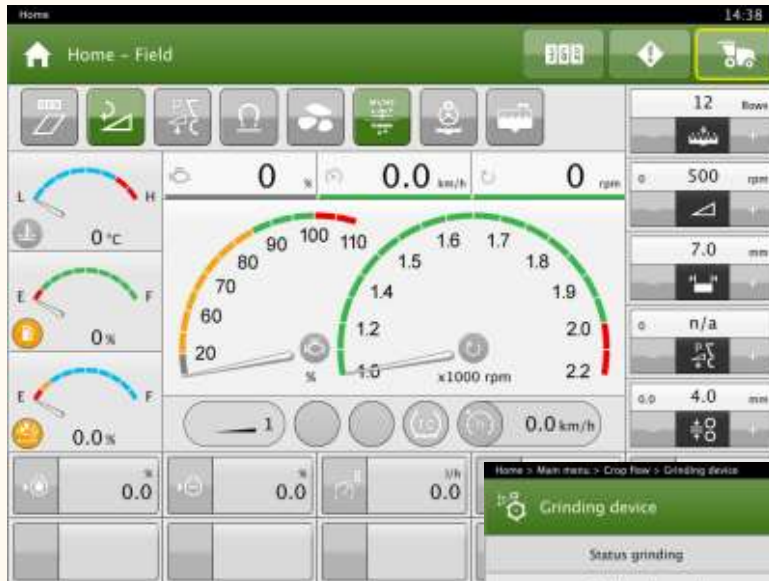 Home
14:38
Home - Field
12
Rows
0 % 0.0 km/h 0 rpm
0 500 rpm
L H
0 °C
7.0 mm
20 60 70 80 90 100 110
%
1.0 1.2 1.4 1.5 1.6 1.7 1.8 1.9 2.0 2.2
x1000 rpm
E F
0 %
0 n/a
E F
0.0 %
1
0.0 km/h
0.0 4.0 mm
%
0.0
%
0.0
l/h
0.0
Home > Main menu > Crop flow > Grinding device
Grinding device
Status grinding